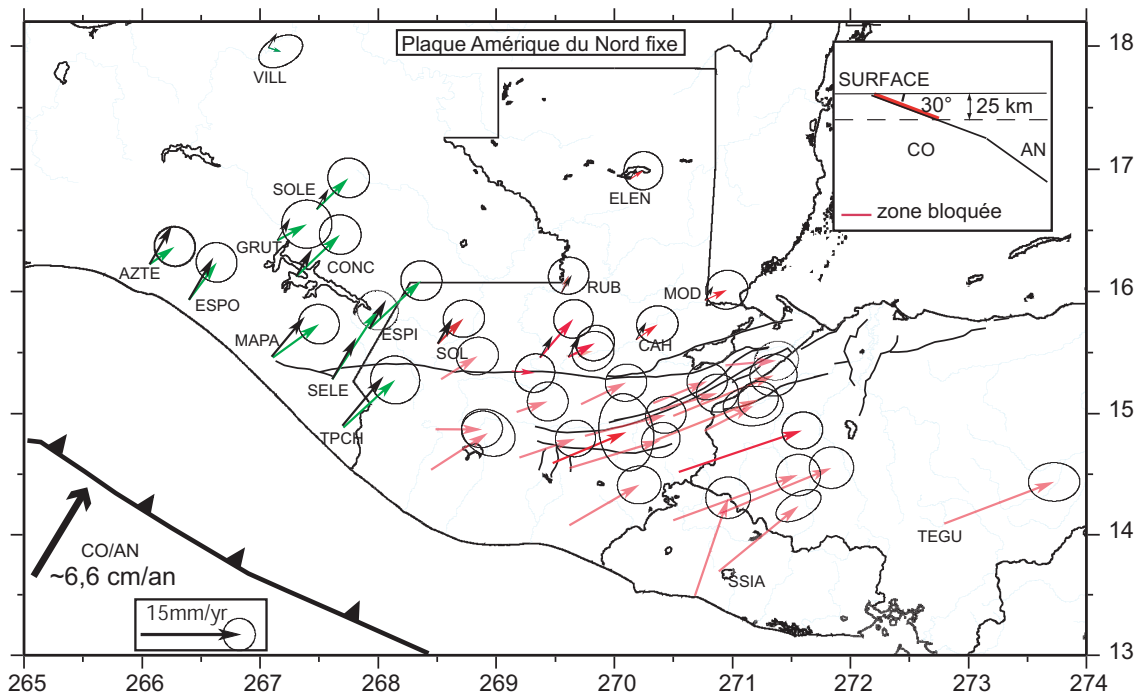 Plaque Amérique du Nord fixe
VILL
SURFACE
30°
25 km
CO
AN
zone bloquée
SOLE
ELEN
GRUT
CONC
AZTE
ESPO
RUB
MOD
MAPA
ESPI
SOL
CAH
SELE
TPCH
TEGU
SSIA
CO/AN
~6,6 cm/an
15mm/yr
18
17
16
15
14
13
265 266 267 268 269 270 271 272 273 274